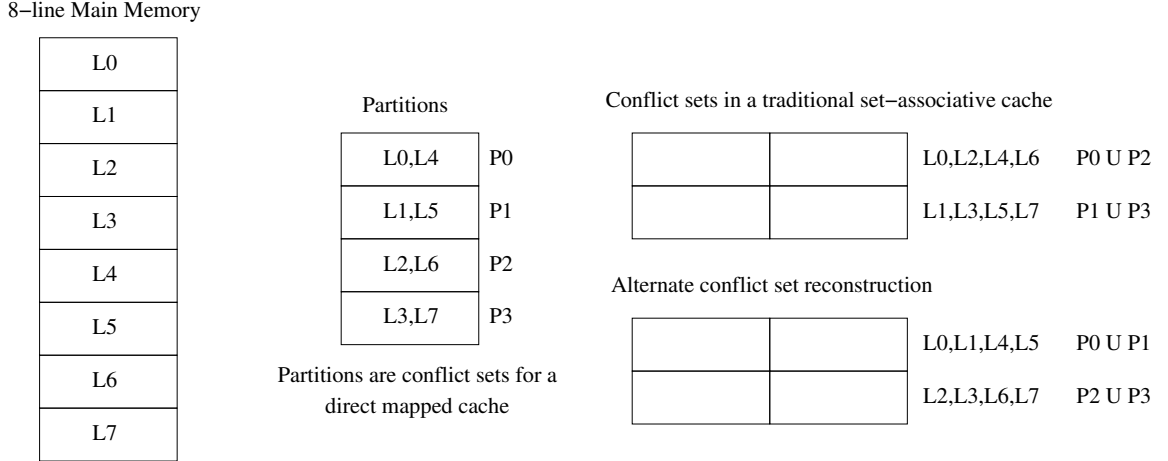 8−line Main Memory
L0
L1
L2
L3
L4
L5
L6
L7
Partitions
L0,L4 P0
L1,L5 P1
L2,L6 P2
L3,L7 P3
Partitions are conflict sets for a
direct mapped cache
Conflict sets in a traditional set−associative cache
L0,L2,L4,L6 P0 U P2
L1,L3,L5,L7 P1 U P3
Alternate conflict set reconstruction
L0,L1,L4,L5 P0 U P1
L2,L3,L6,L7 P2 U P3